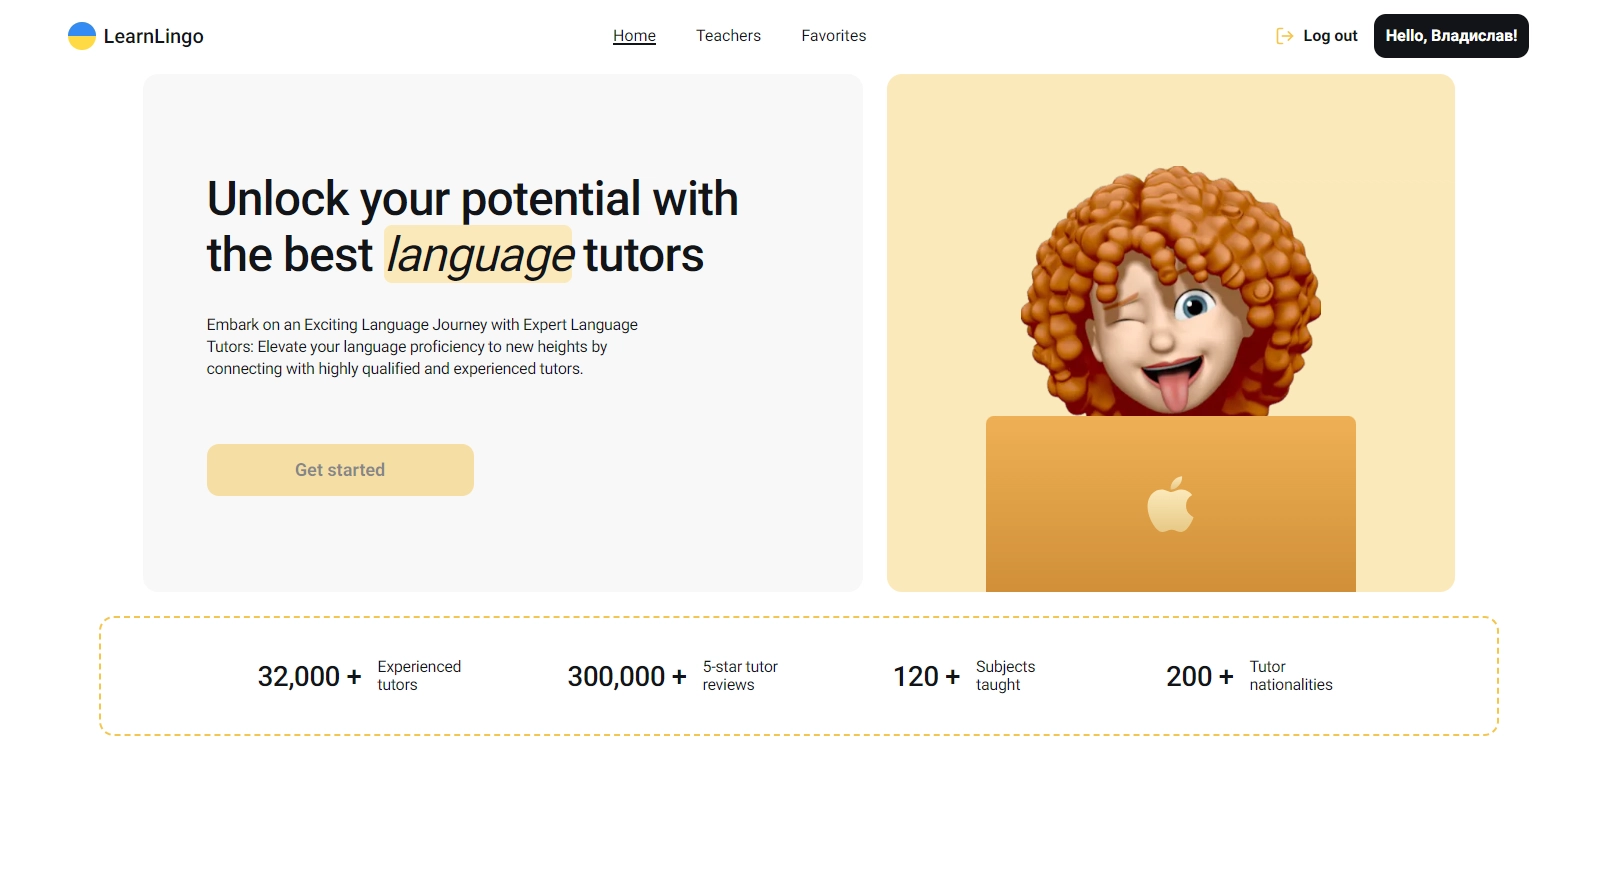 LearnLingo
Home
Teachers
Favorites
Log out
Hello, Владислав!
Unlock your potential with
the best language tutors
Embark on an Exciting Language Journey with Expert Language
Tutors: Elevate your language proficiency to new heights by
connecting with highly qualified and experienced tutors.
Get started
32,000 +
Experienced
tutors
300,000 +
5-star tutor
reviews
120 +
Subjects
taught
200 +
Tutor
nationalities